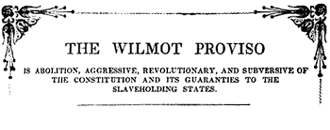 THE WILMOT PROVISO
IS ABOLITION, AGGRESSIVE, REVOLUTIONARY, AND SUBVERSIVE OF
THE CONSTITUTION AND ITS GUARANTIES TO THE
SLAVEHOLDING STATES.